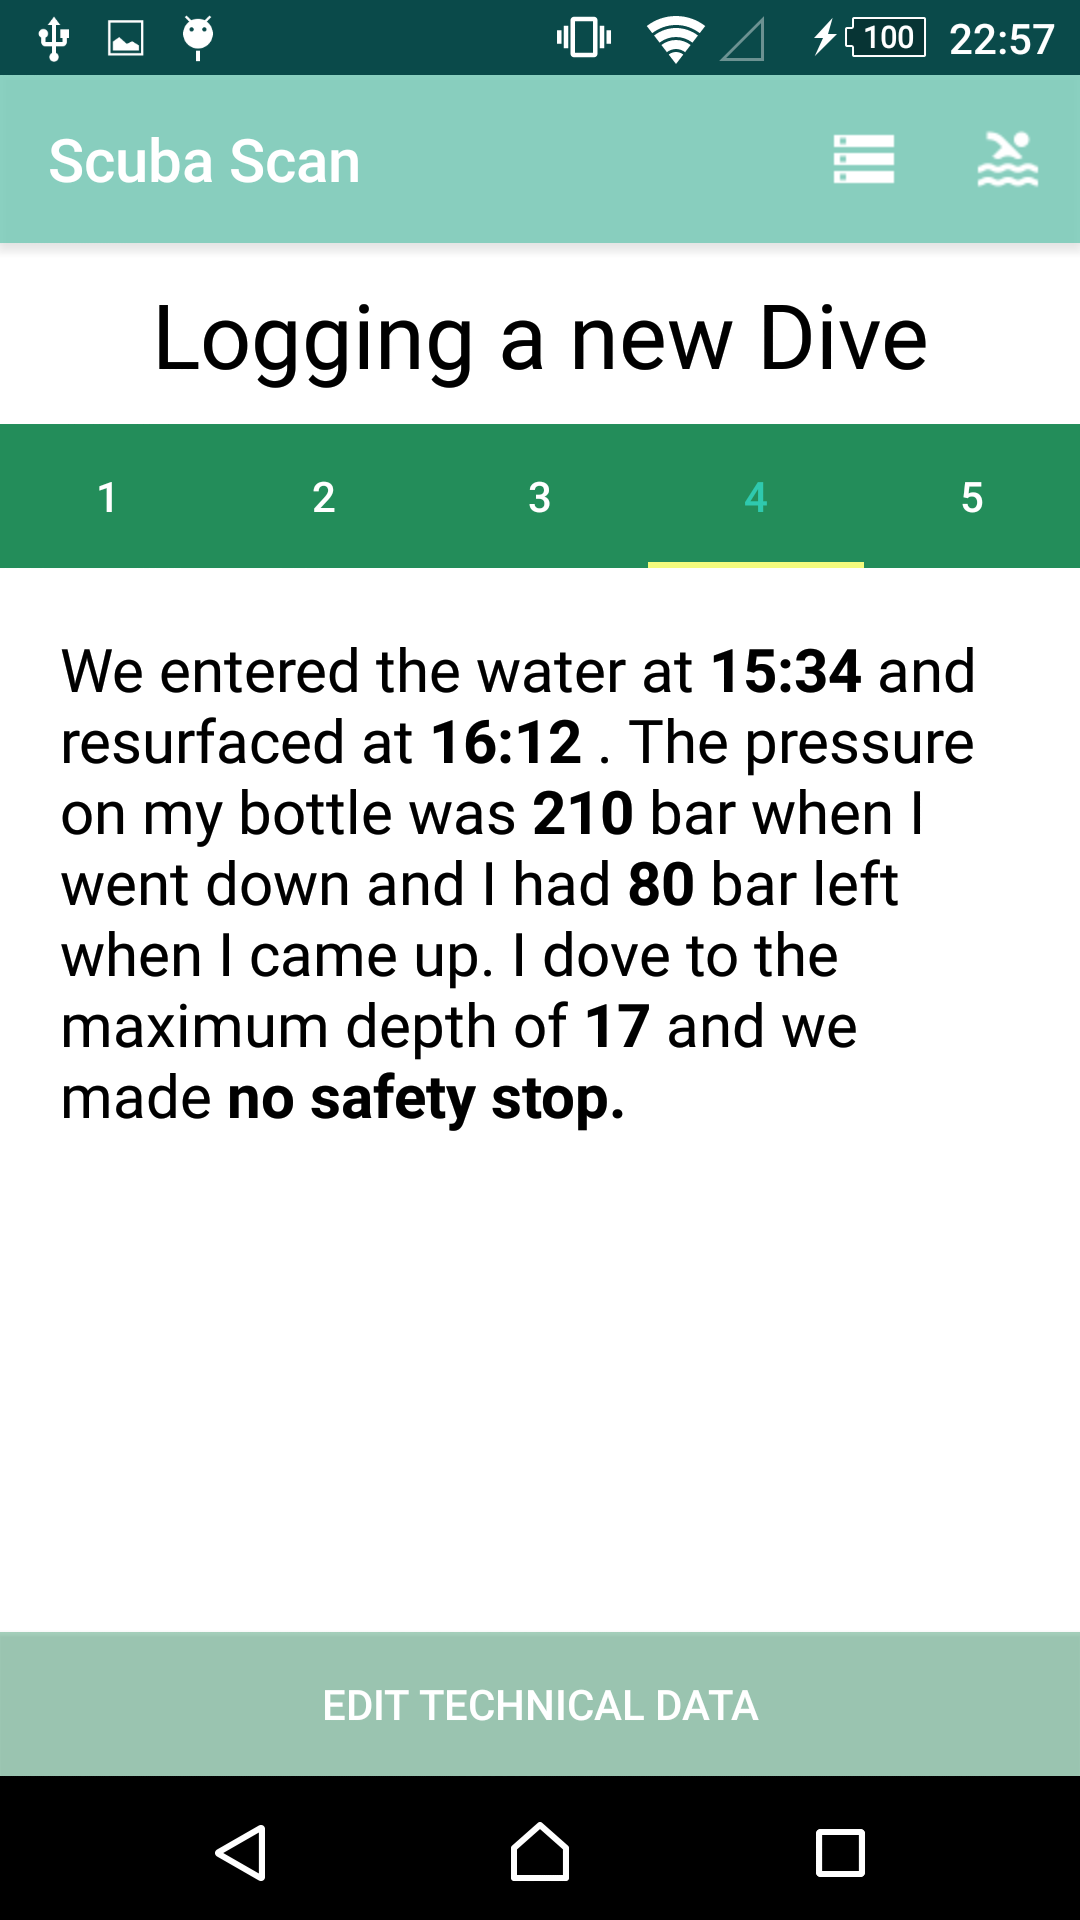 100 22:57
Scuba Scan
Logging a new Dive
1 2 3 4 5
We entered the water at 15:34 and
resurfaced at 16:12 . The pressure
on my bottle was 210 bar when I
went down and I had 80 bar left
when I came up. I dove to the
maximum depth of 17 and we
made no safety stop.
EDIT TECHNICAL DATA